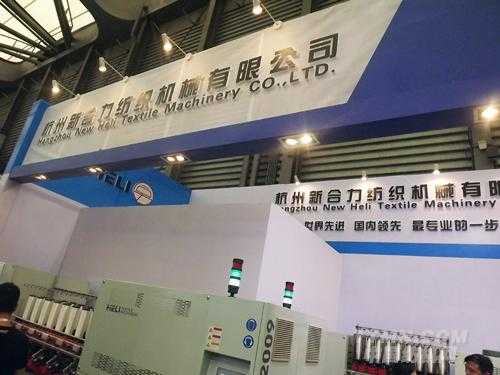 杭州新合力纺织机械有限公司
Hangzhou New Heli Textile Machinery CO.,LTD.
HELI
杭州新合力纺织机械有限
Hangzhou New Heli Textile Machinery
世界先进 国内领先 最专业的一步
HELI
2009